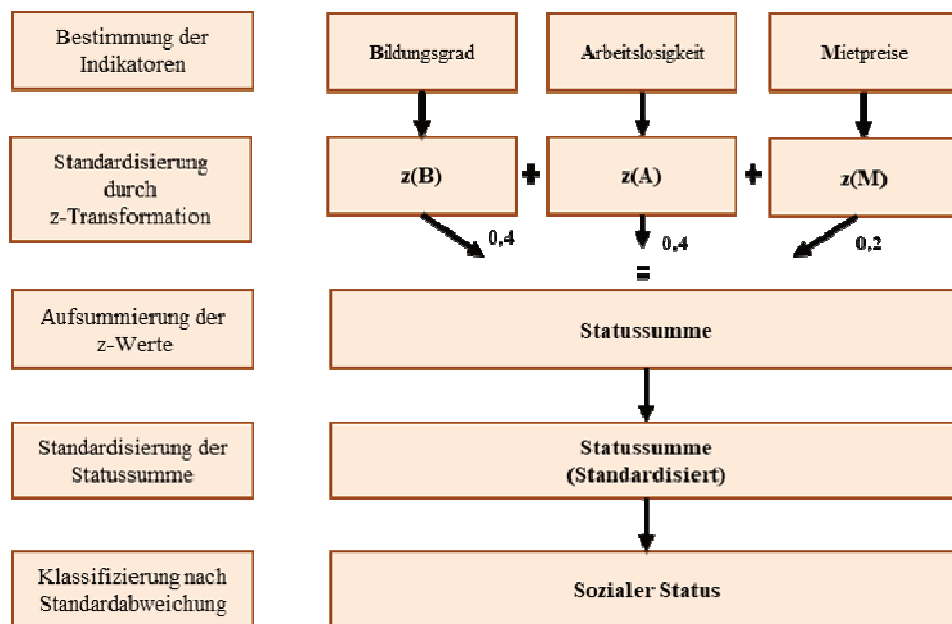 Bestimmung der
Indikatoren
Bildungsgrad
Arbeitslosigkeit
Mietpreise
Standardisierung
durch
z-Transformation
z(B)
+
z(A)
+
z(M)
0,4
0,4
0,2
=
Aufsummierung der
z-Werte
Statussumme
Standardisierung der
Statussumme
Statussumme
(Standardisiert)
Klassifizierung nach
Standardabweichung
Sozialer Status